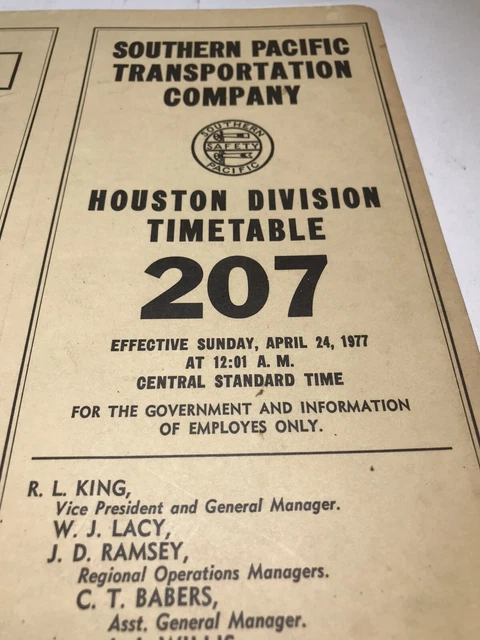 SOUTHERN PACIFIC
TRANSPORTATION
COMPANY
SOUTHERN
SAFETY
PACIFIC
HOUSTON DIVISION
TIMETABLE
207
EFFECTIVE SUNDAY, APRIL 24, 1977
AT 12:01 A. M.
CENTRAL STANDARD TIME
FOR THE GOVERNMENT AND INFORMATION
OF EMPLOYES ONLY.
R. L. KING,
Vice President and General Manager.
W. J. LACY,
J. D. RAMSEY,
Regional Operations Managers.
C. T. BABERS,
Asst. General Manager.